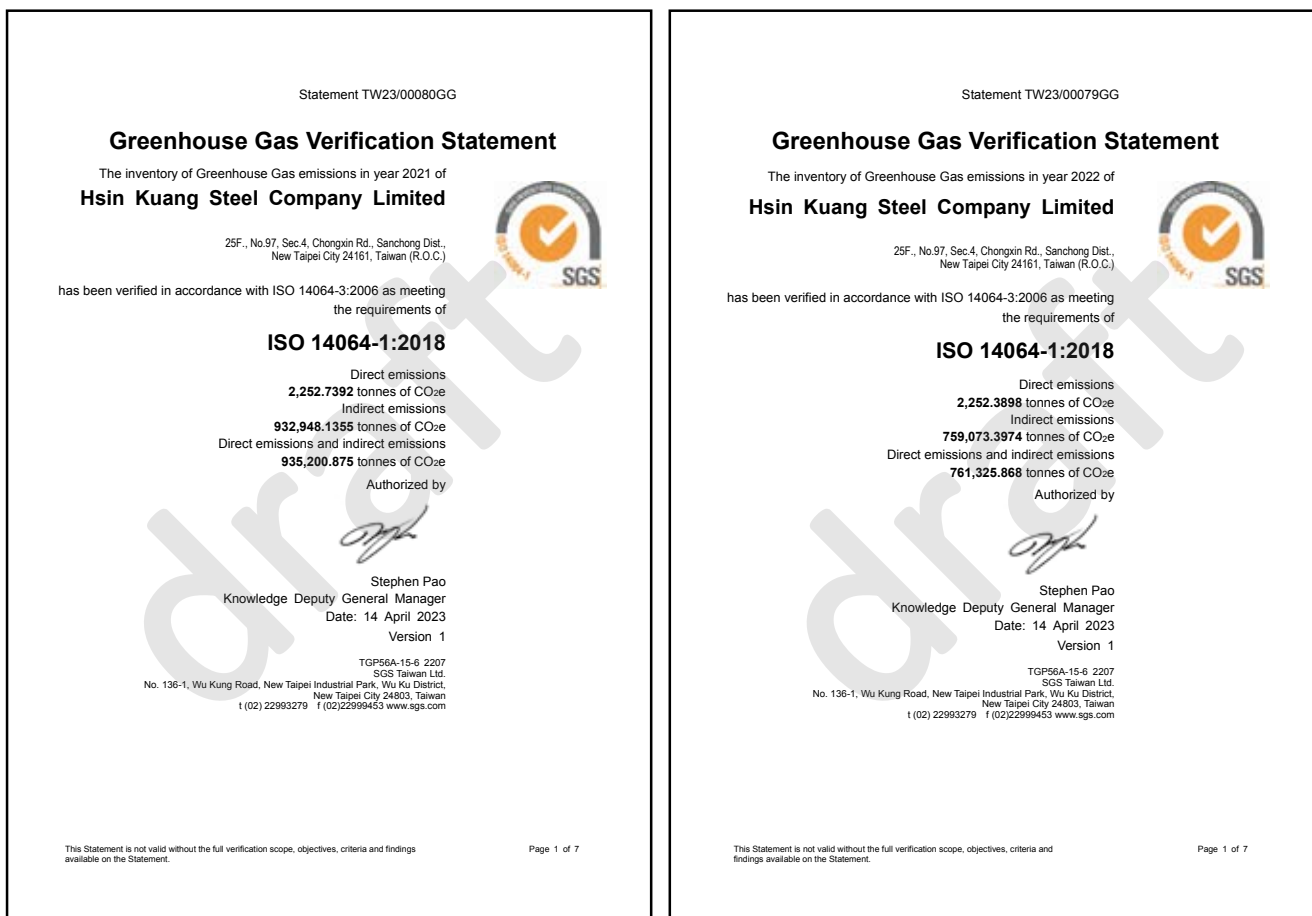 Statement TW23/00080GG
Greenhouse Gas Verification Statement
The inventory of Greenhouse Gas emissions in year 2021 of
Hsin Kuang Steel Company Limited
25F., No.97, Sec.4, Chongxin Rd., Sanchong Dist.,
New Taipei City 24161, Taiwan (R.O.C.)
has been verified in accordance with ISO 14064-3:2006 as meeting
the requirements of
ISO 14064-1:2018
Direct emissions
2,252.7392 tonnes of CO2e
Indirect emissions
932,948.1355 tonnes of CO2e
Direct emissions and indirect emissions
935,200.875 tonnes of CO2e
Authorized by
Stephen Pao
Knowledge Deputy General Manager
Date: 14 April 2023
Version 1
TGP56A-15-6 2207
SGS Taiwan Ltd.
No. 136-1, Wu Kung Road, New Taipei Industrial Park, Wu Ku District,
New Taipei City 24803, Taiwan
t (02) 22993279 f (02)22999453 www.sgs.com
This Statement is not valid without the full verification scope, objectives, criteria and findings
available on the Statement.
Page 1 of 7
ISO 14064-1
SGS
draft
Statement TW23/00079GG
Greenhouse Gas Verification Statement
The inventory of Greenhouse Gas emissions in year 2022 of
Hsin Kuang Steel Company Limited
25F., No.97, Sec.4, Chongxin Rd., Sanchong Dist.,
New Taipei City 24161, Taiwan (R.O.C.)
has been verified in accordance with ISO 14064-3:2006 as meeting
the requirements of
ISO 14064-1:2018
Direct emissions
2,252.3898 tonnes of CO2e
Indirect emissions
759,073.3974 tonnes of CO2e
Direct emissions and indirect emissions
761,325.868 tonnes of CO2e
Authorized by
Stephen Pao
Knowledge Deputy General Manager
Date: 14 April 2023
Version 1
TGP56A-15-6 2207
SGS Taiwan Ltd.
No. 136-1, Wu Kung Road, New Taipei Industrial Park, Wu Ku District,
New Taipei City 24803, Taiwan
t (02) 22993279 f (02)22999453 www.sgs.com
This Statement is not valid without the full verification scope, objectives, criteria and
findings available on the Statement.
Page 1 of 7
ISO 14064-1
SGS
draft